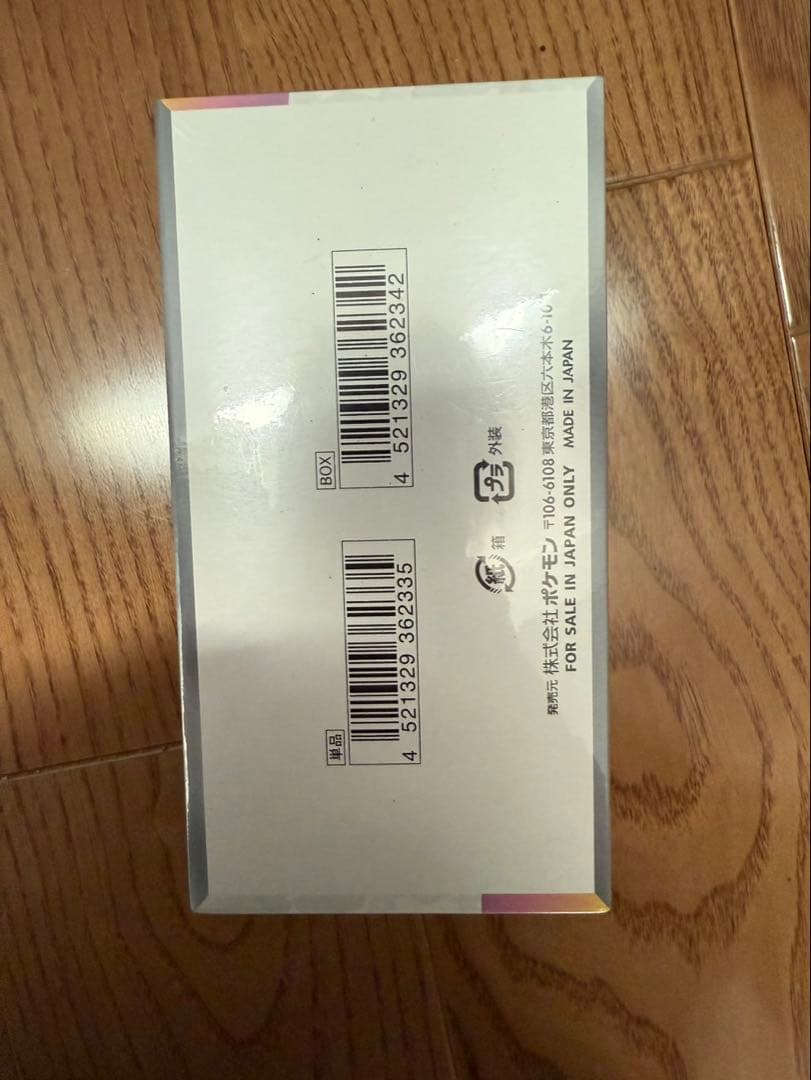 単品
4 521329 362335
BOX
4 521329 362342
紙 箱
プラ 外装
発売元 株式会社ポケモン 〒106-6108 東京都港区六本木6-10-1
FOR SALE IN JAPAN ONLY MADE IN JAPAN